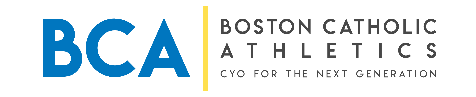 BCA
BOSTON CATHOLIC
ATHLETICS
CYO FOR THE NEXT GENERATION